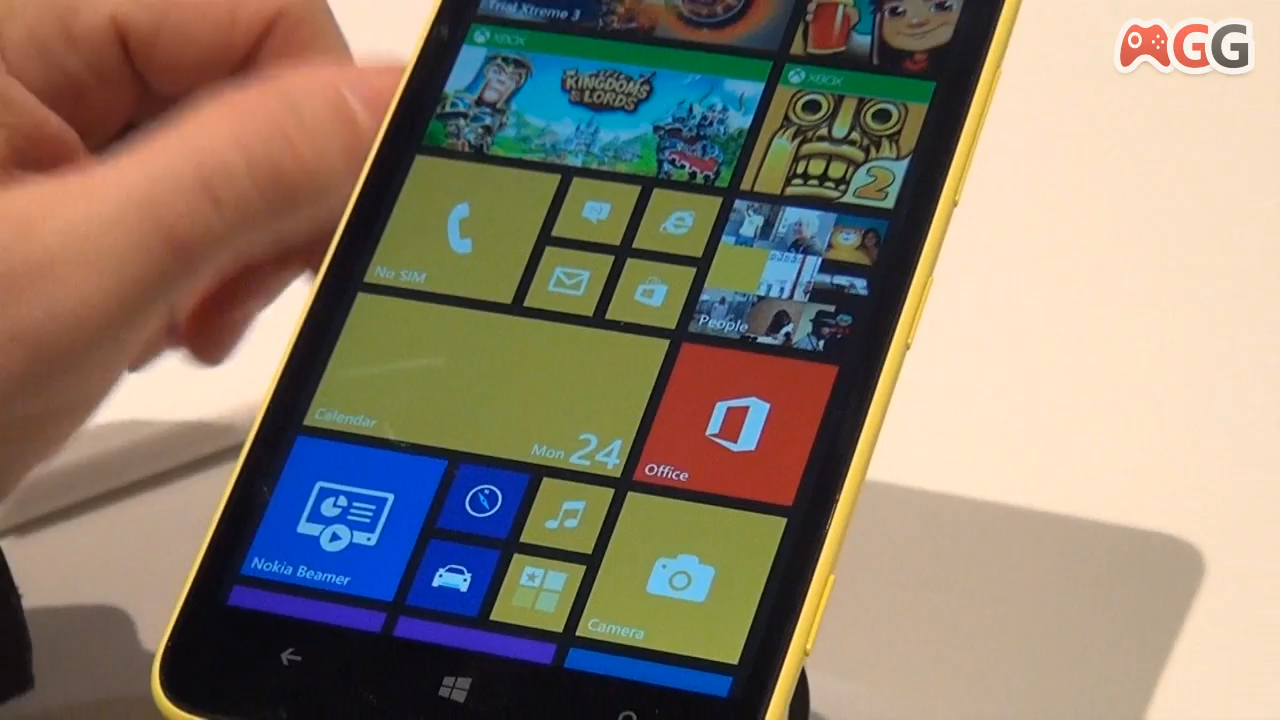 Trial Xtreme 3
GG
XBOX
KINGDOMS
& LORDS
XBOX
2
No SIM
People
Calendar
Mon 24
Office
Nokia Beamer
Camera